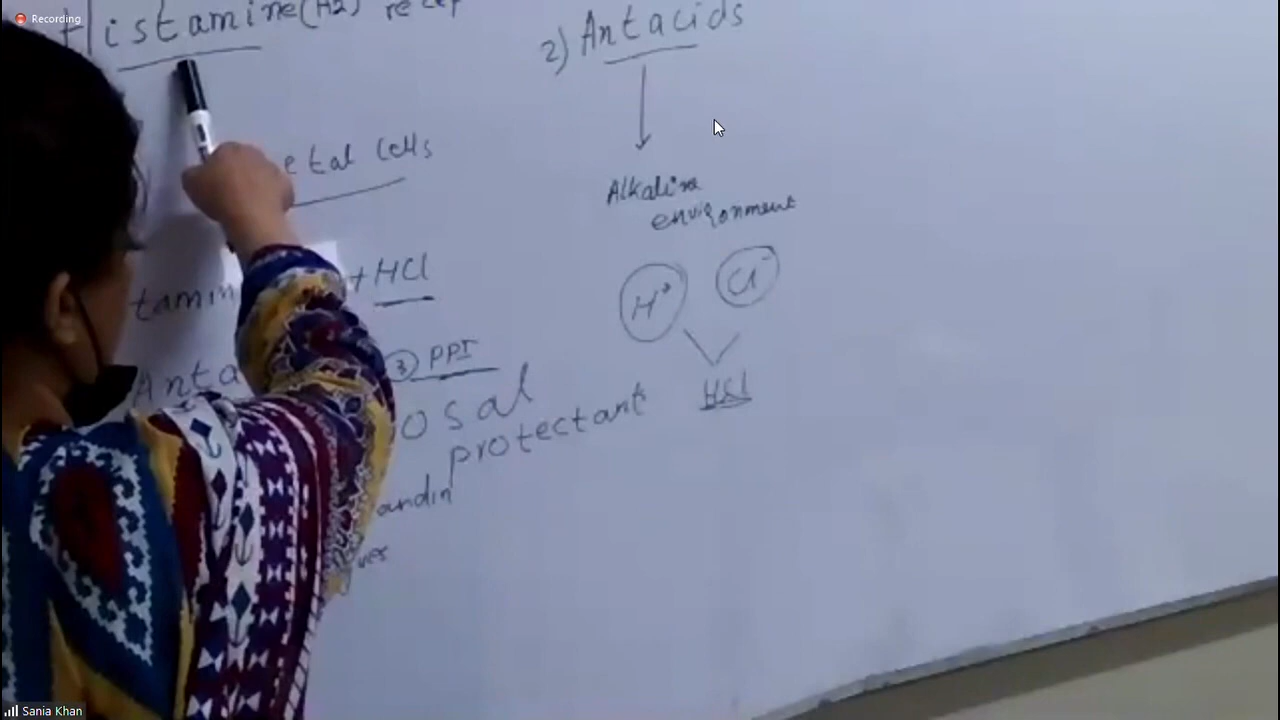 Recording
Histamine(H2) recep
etal cells
tamin
+HCl
Anta
③ PPI
osal
protectant
andin
ves
2) Antacids
Alkaline
environment
H+ Cl-
HCl
Sania Khan